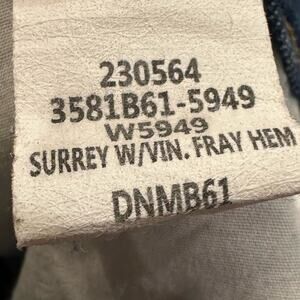 230564
3581B61-5949
W5949
SURREY W/VIN. FRAY HEM
DNMB61